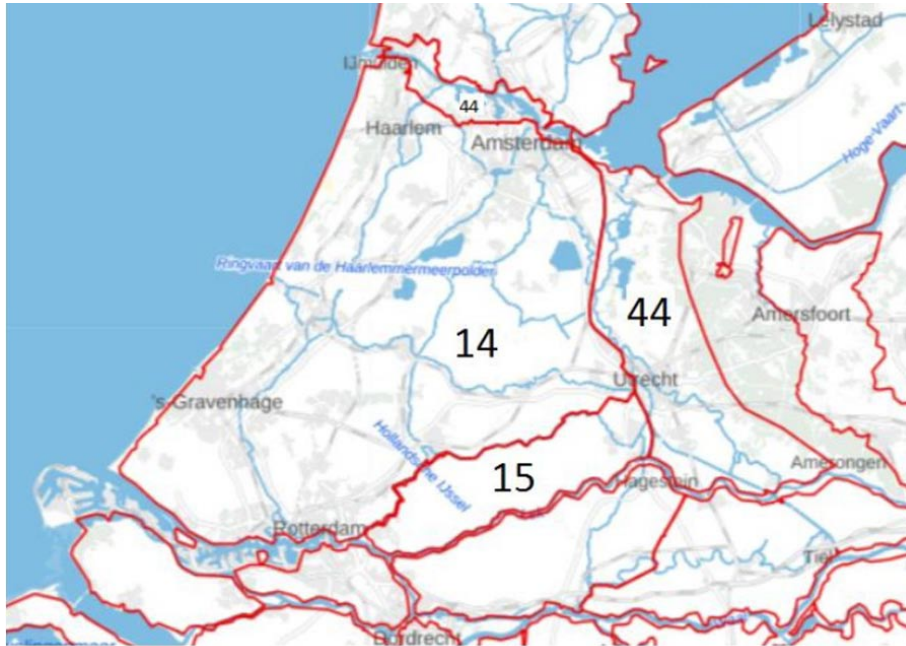 Lelystad
IJmuiden
44
Haarlem
Amsterdam
Hoge-Vaart
Ringvaart van de Haarlemmermeerpolder
44
Amersfoort
14
Utrecht
's-Gravenhage
Hollandsche IJssel
15
Amerongen
Hagestein
Rotterdam
Tiel
Dordrecht